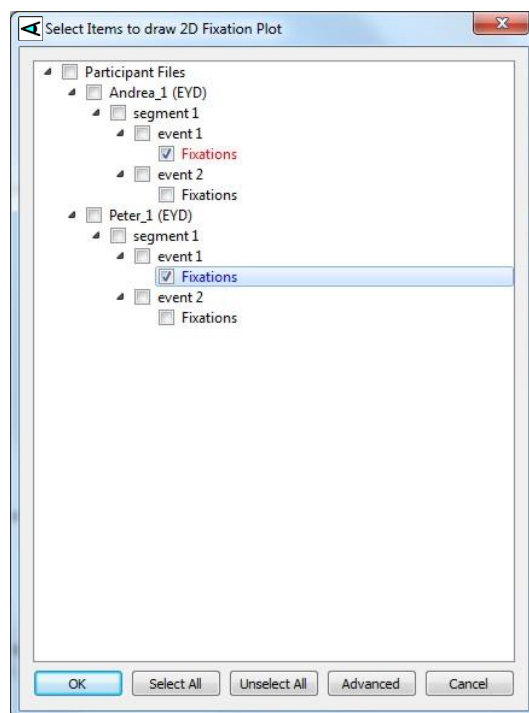 Select Items to draw 2D Fixation Plot
Participant Files
Andrea_1 (EYD)
segment 1
event 1
Fixations
event 2
Fixations
Peter_1 (EYD)
segment 1
event 1
Fixations
event 2
Fixations
OK Select All Unselect All Advanced Cancel